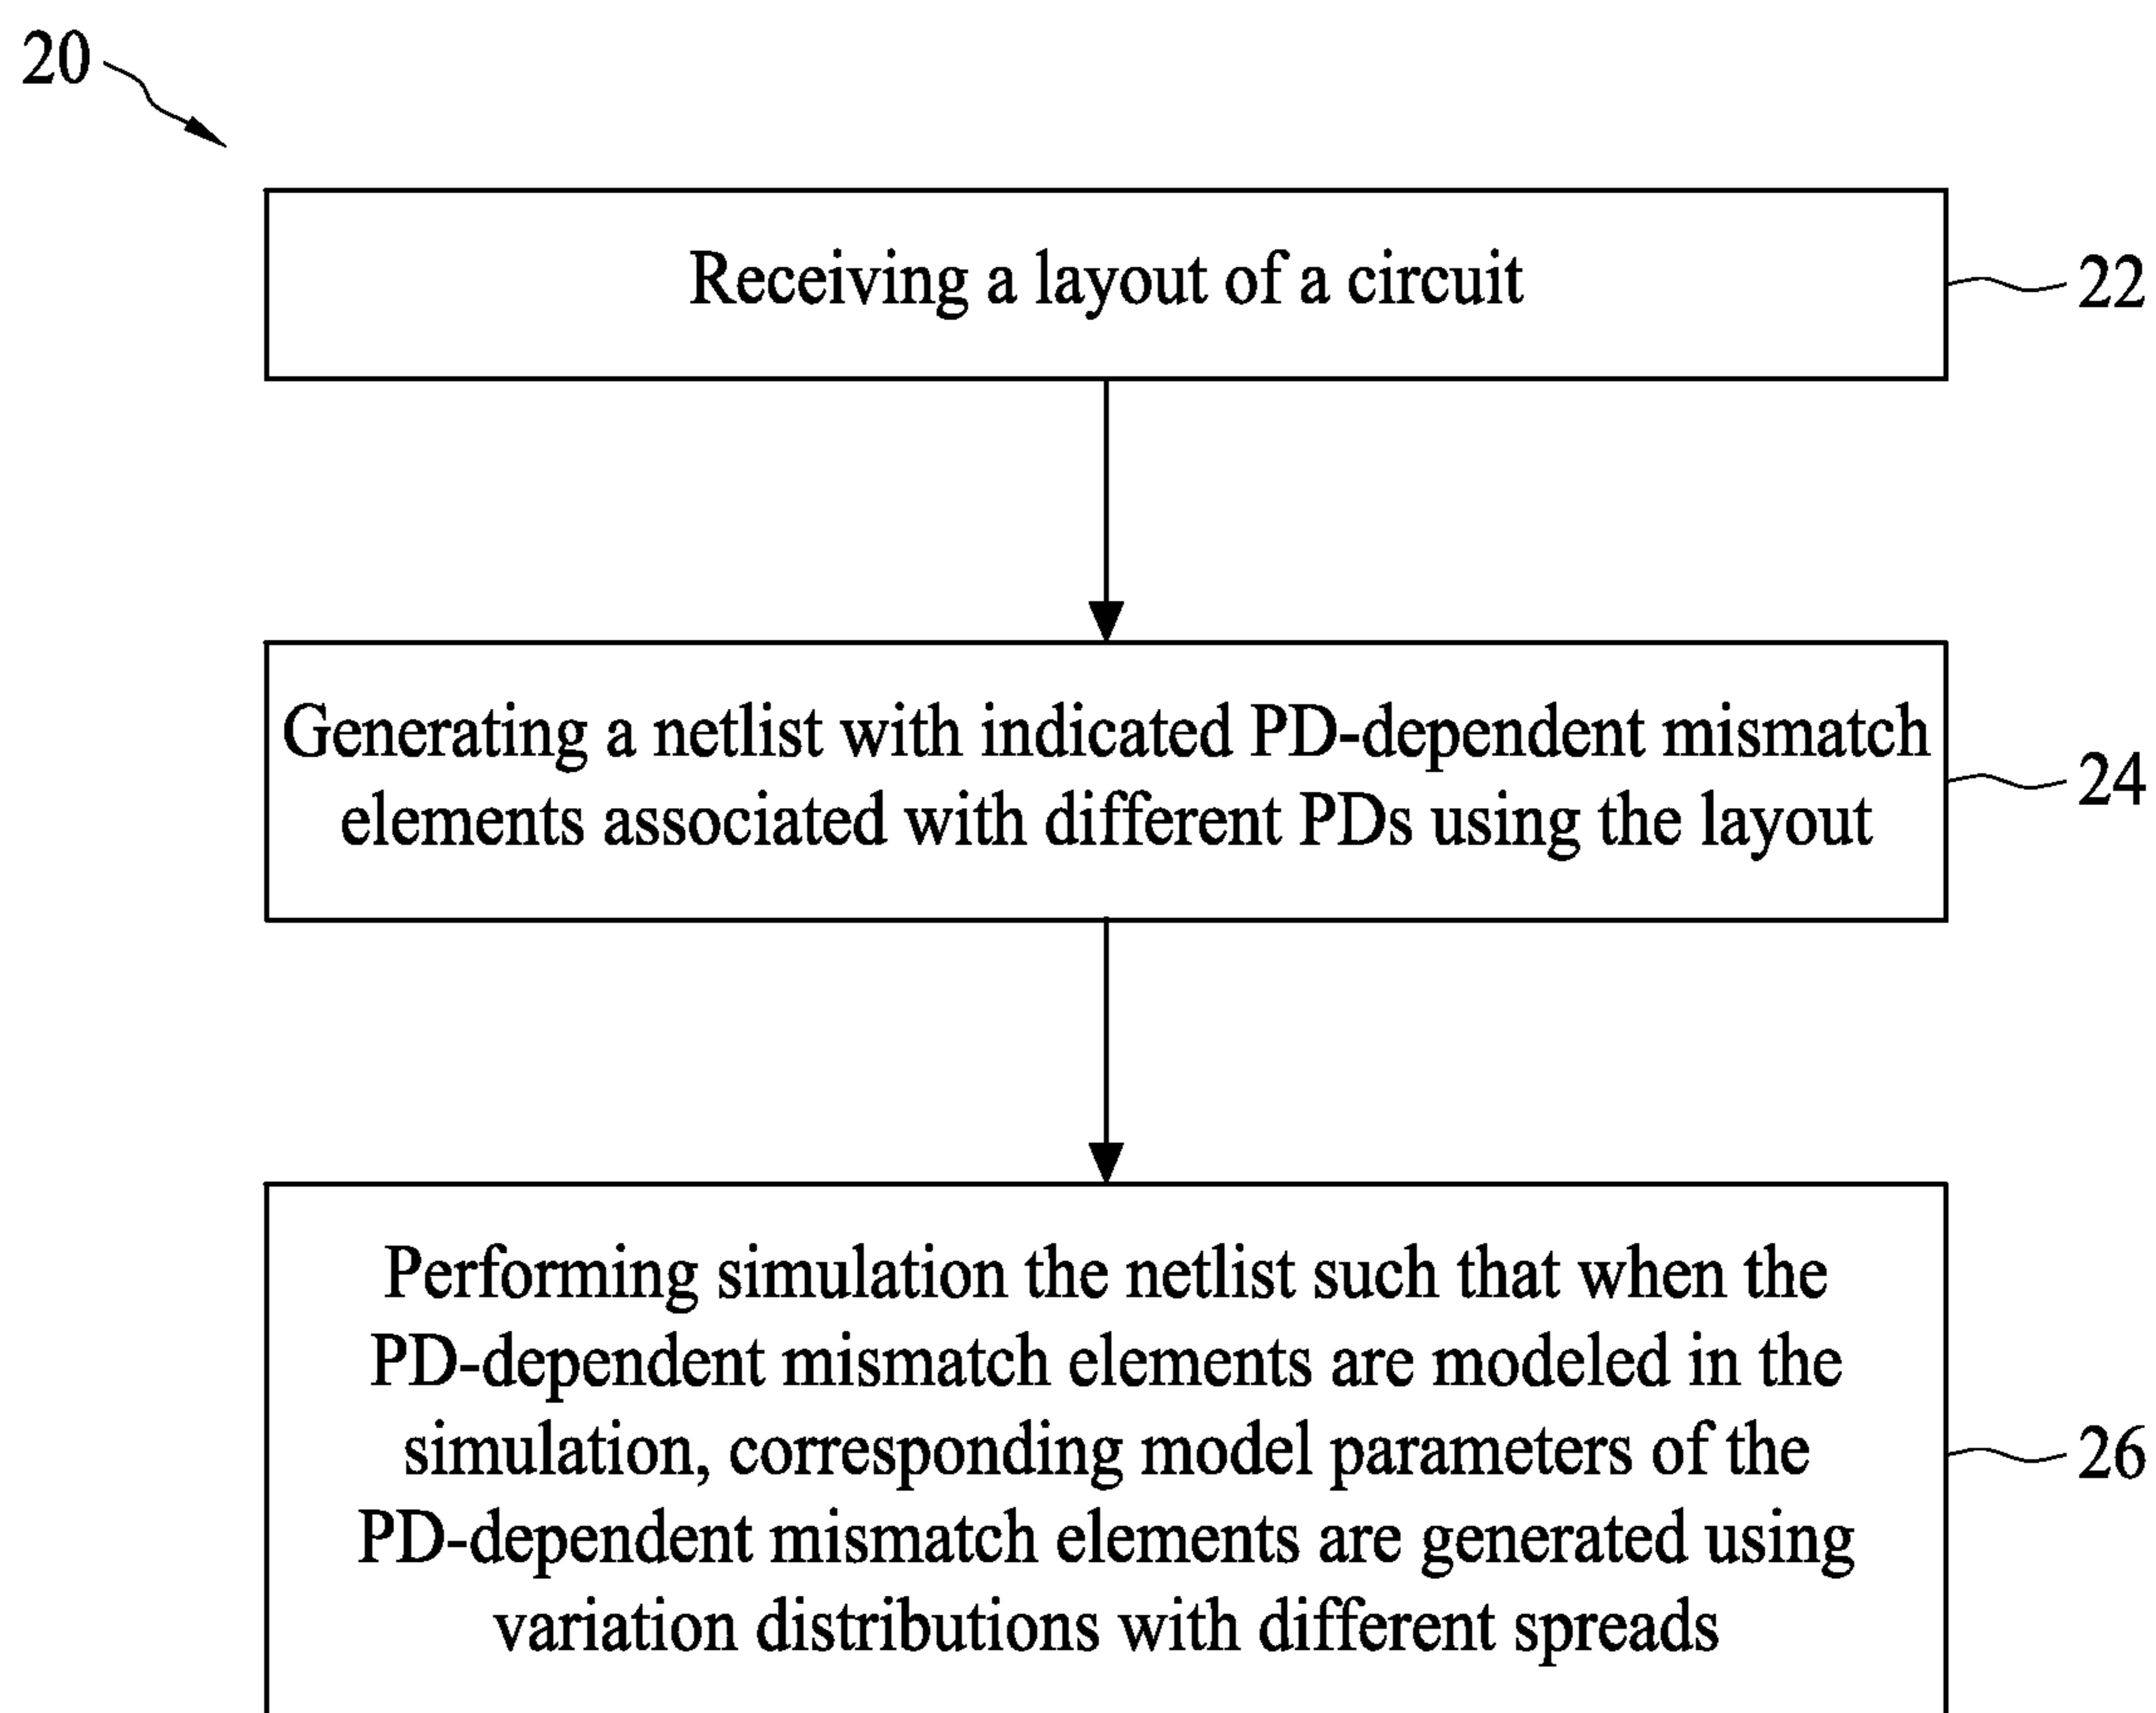 20
Receiving a layout of a circuit
22
Generating a netlist with indicated PD-dependent mismatch
elements associated with different PDs using the layout
24
Performing simulation the netlist such that when the
PD-dependent mismatch elements are modeled in the
simulation, corresponding model parameters of the
PD-dependent mismatch elements are generated using
variation distributions with different spreads
26